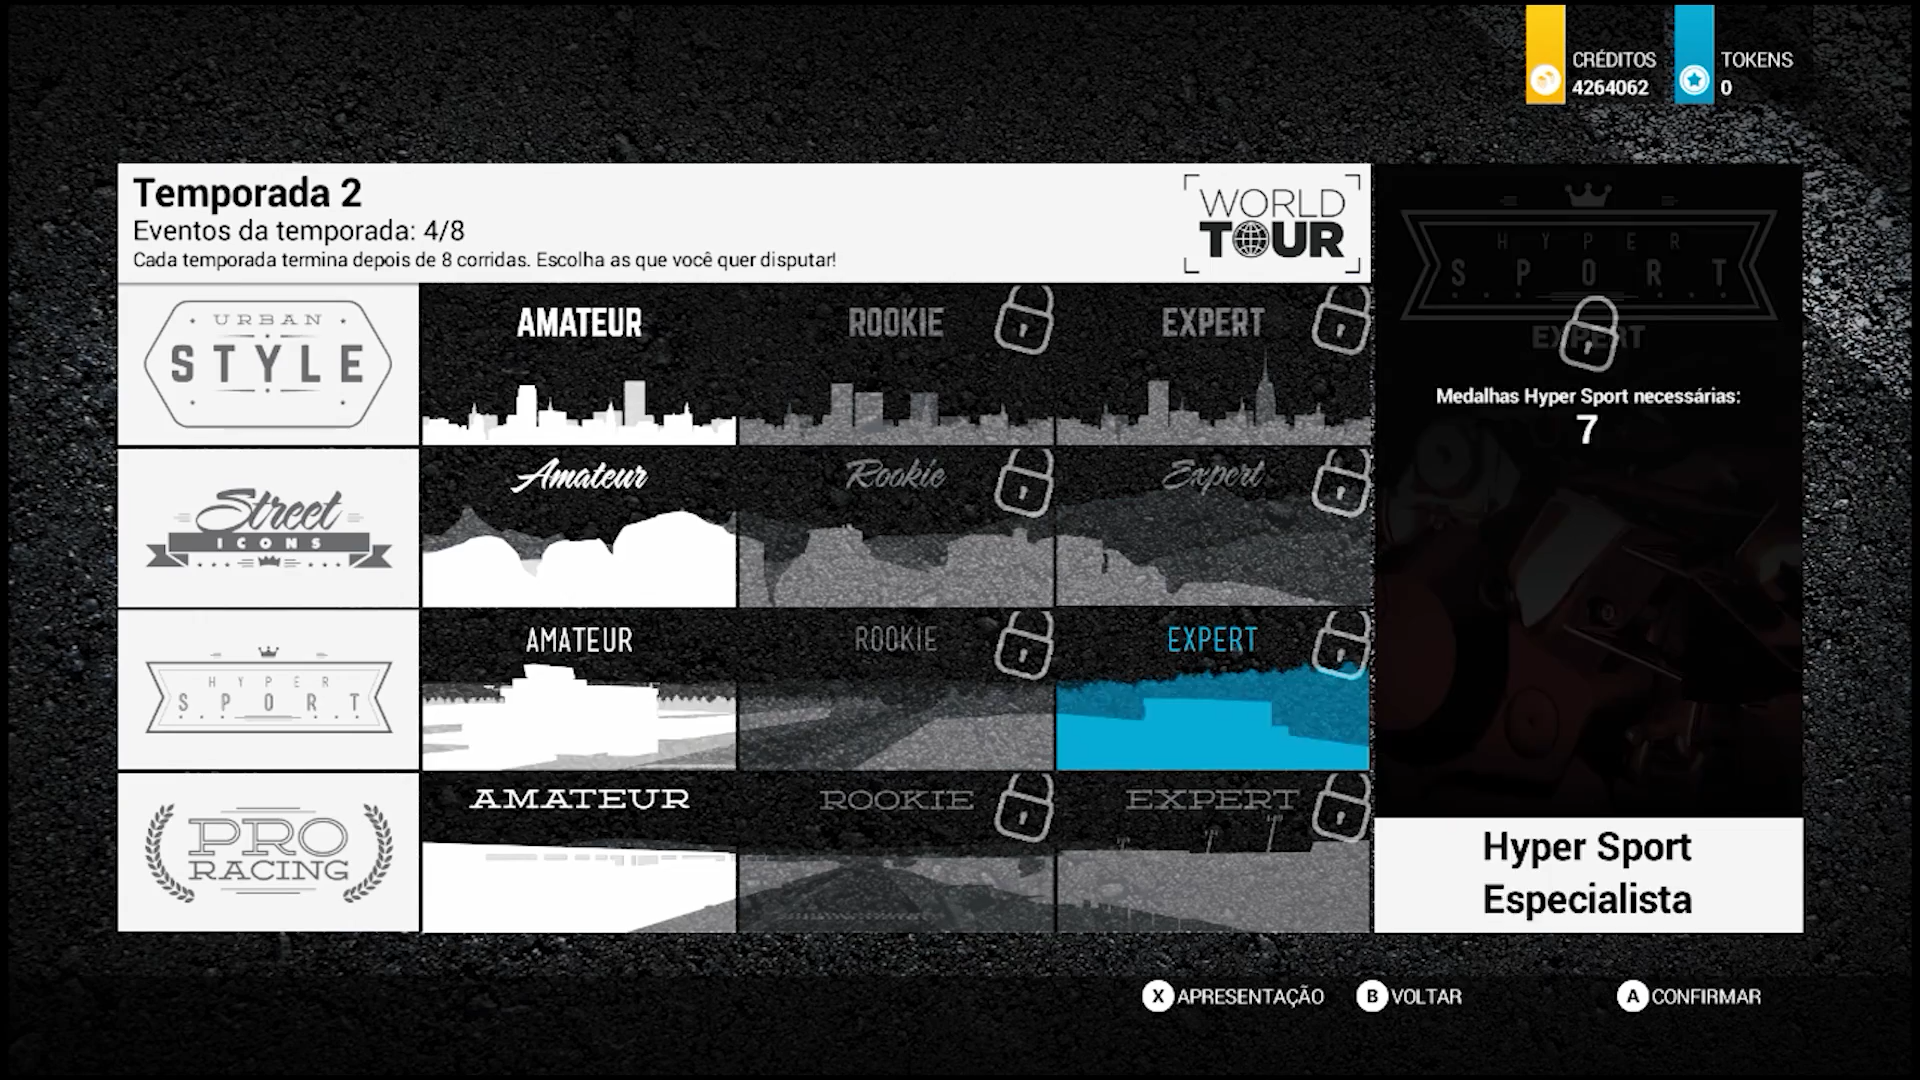 CRÉDITOS
4264062
TOKENS
0
Temporada 2
Eventos da temporada: 4/8
Cada temporada termina depois de 8 corridas. Escolha as que você quer disputar!
WORLD
TOUR
URBAN
STYLE
AMATEUR
ROOKIE
EXPERT
Street
ICONS
Amateur
Rookie
Expert
HYPER
SPORT
AMATEUR
ROOKIE
EXPERT
PRO
RACING
AMATEUR
ROOKIE
EXPERT
HYPER
SPORT
EXPERT
Medalhas Hyper Sport necessárias:
7
Hyper Sport
Especialista
X APRESENTAÇÃO
B VOLTAR
A CONFIRMAR